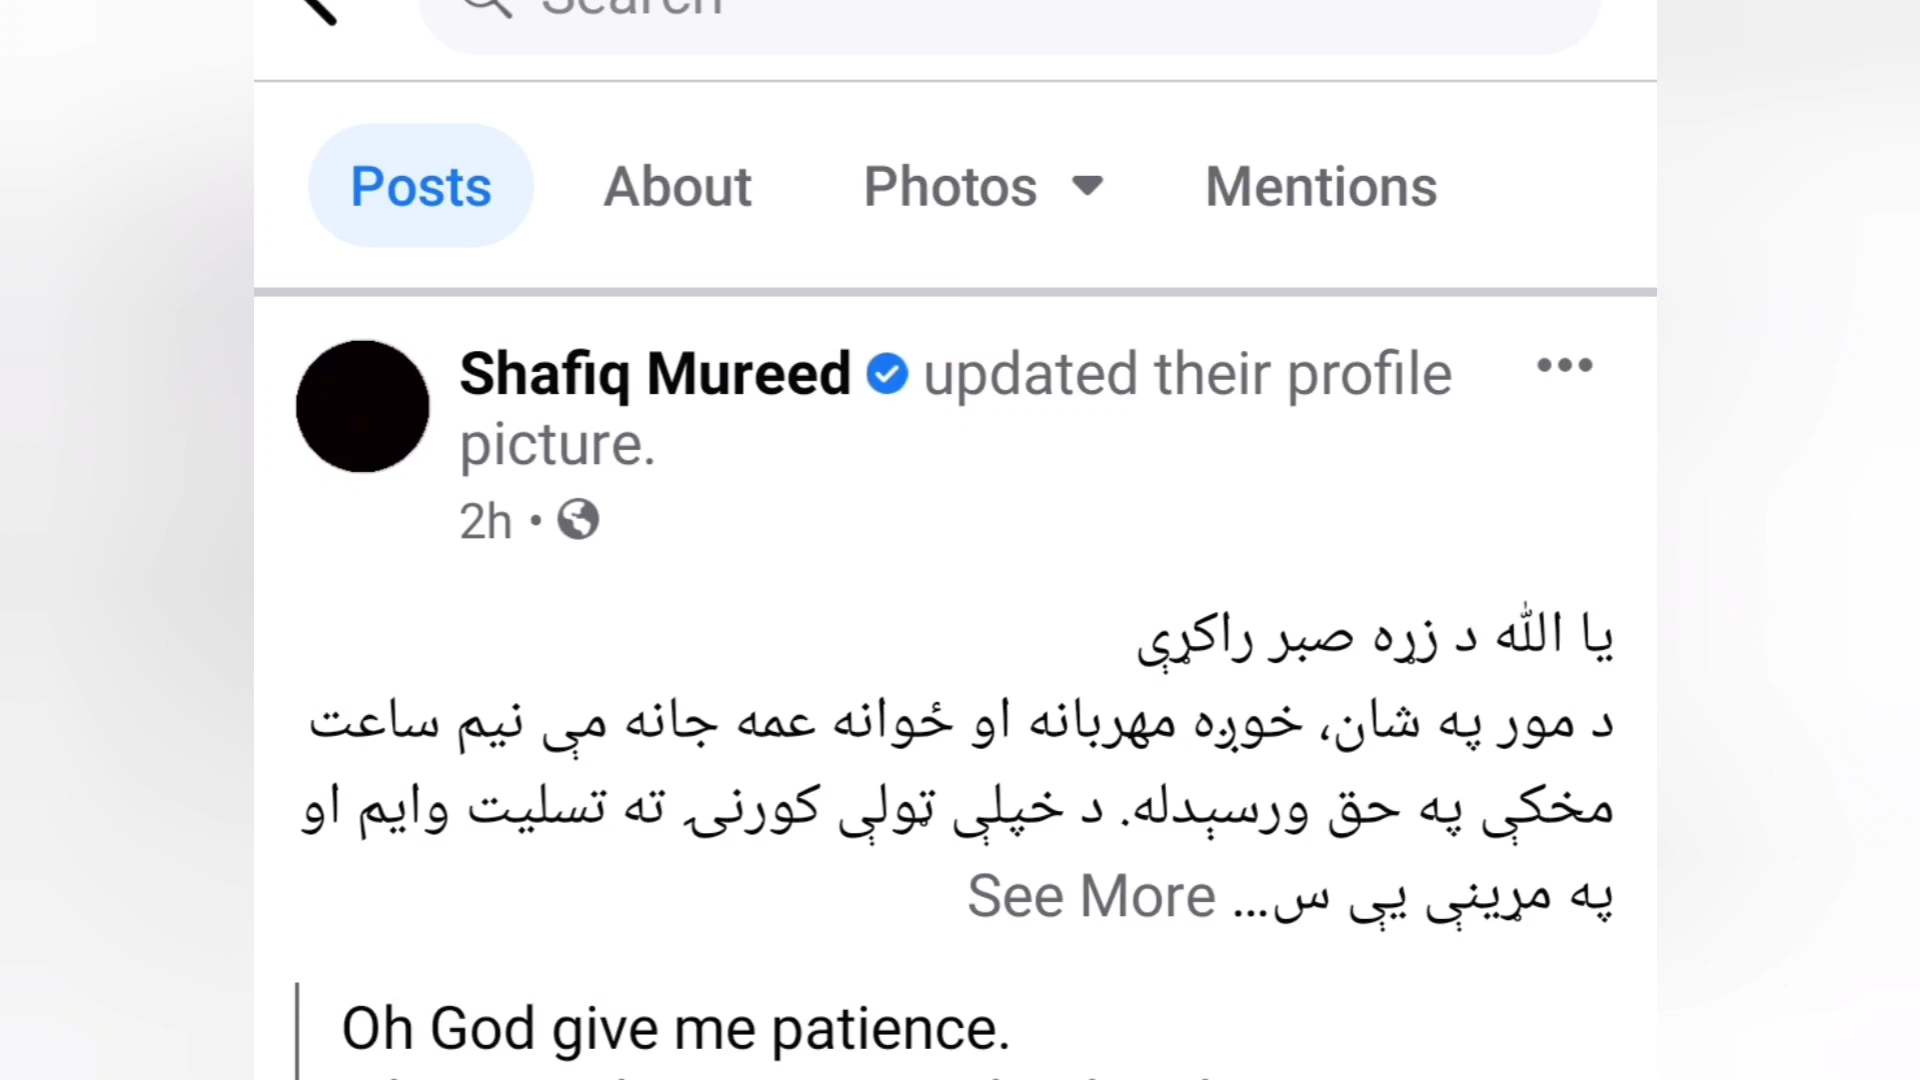 Search
Posts
About
Photos
Mentions
Shafiq Mureed updated their profile
picture.
2h •
یا الله د زړه صبر راکړې
د مور په شان، خوږه مهربانه او ځوانه عمه جانه مې نیم ساعت
مخکې په حق ورسېدله. د خپلې ټولې کورنۍ ته تسلیت وایم او
په مړینې یې س... See More
Oh God give me patience.